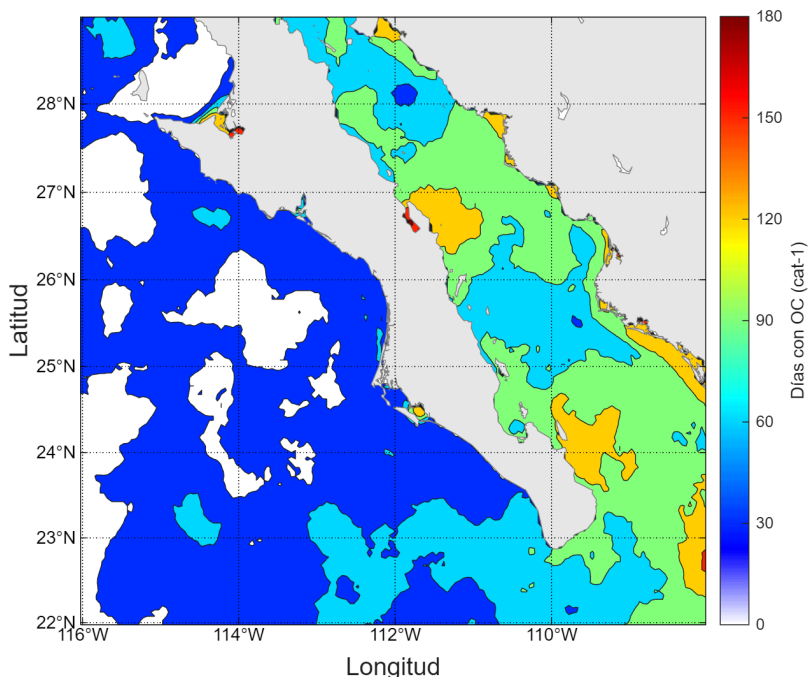 28°N
27°N
26°N
25°N
24°N
23°N
22°N
116°W
114°W
112°W
110°W
Latitud
Longitud
180
150
120
90
60
30
0
Días con OC (cat-1)